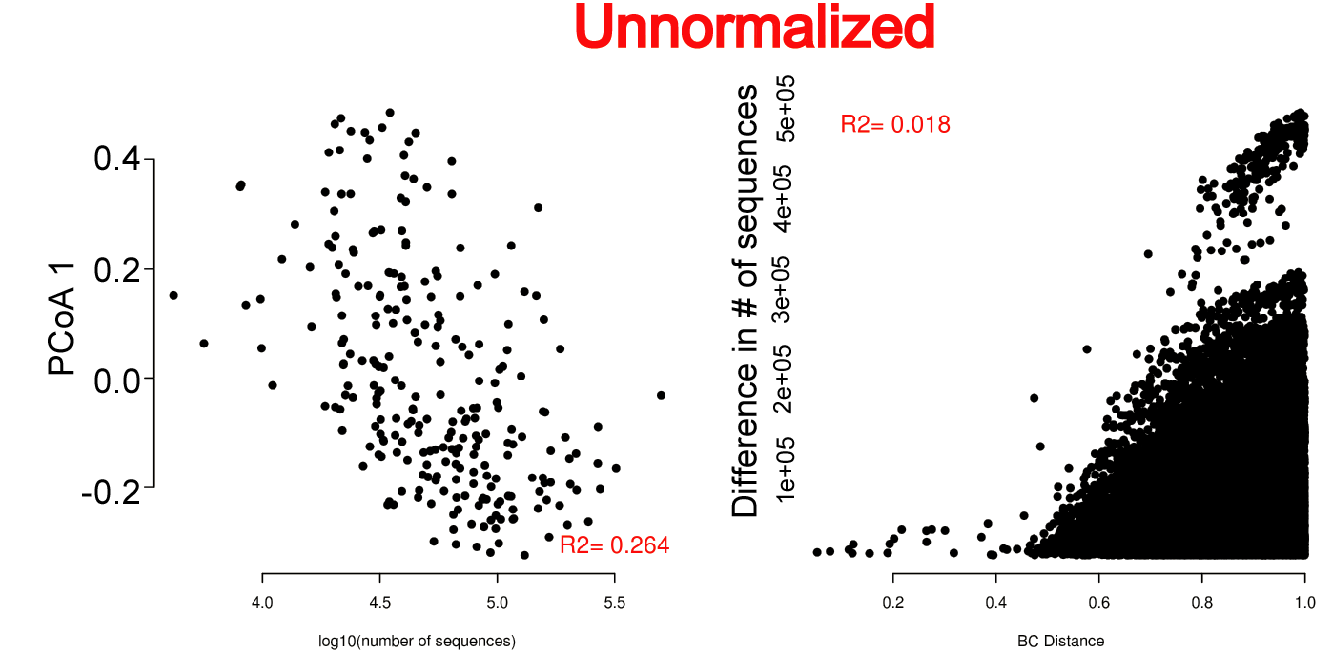 Unnormalized
PCoA 1
0.4
0.2
0.0
-0.2
R2= 0.264
4.0 4.5 5.0 5.5
log10(number of sequences)
Difference in # of sequences
5e+05
4e+05
3e+05
2e+05
1e+05
R2= 0.018
0.2 0.4 0.6 0.8 1.0
BC Distance